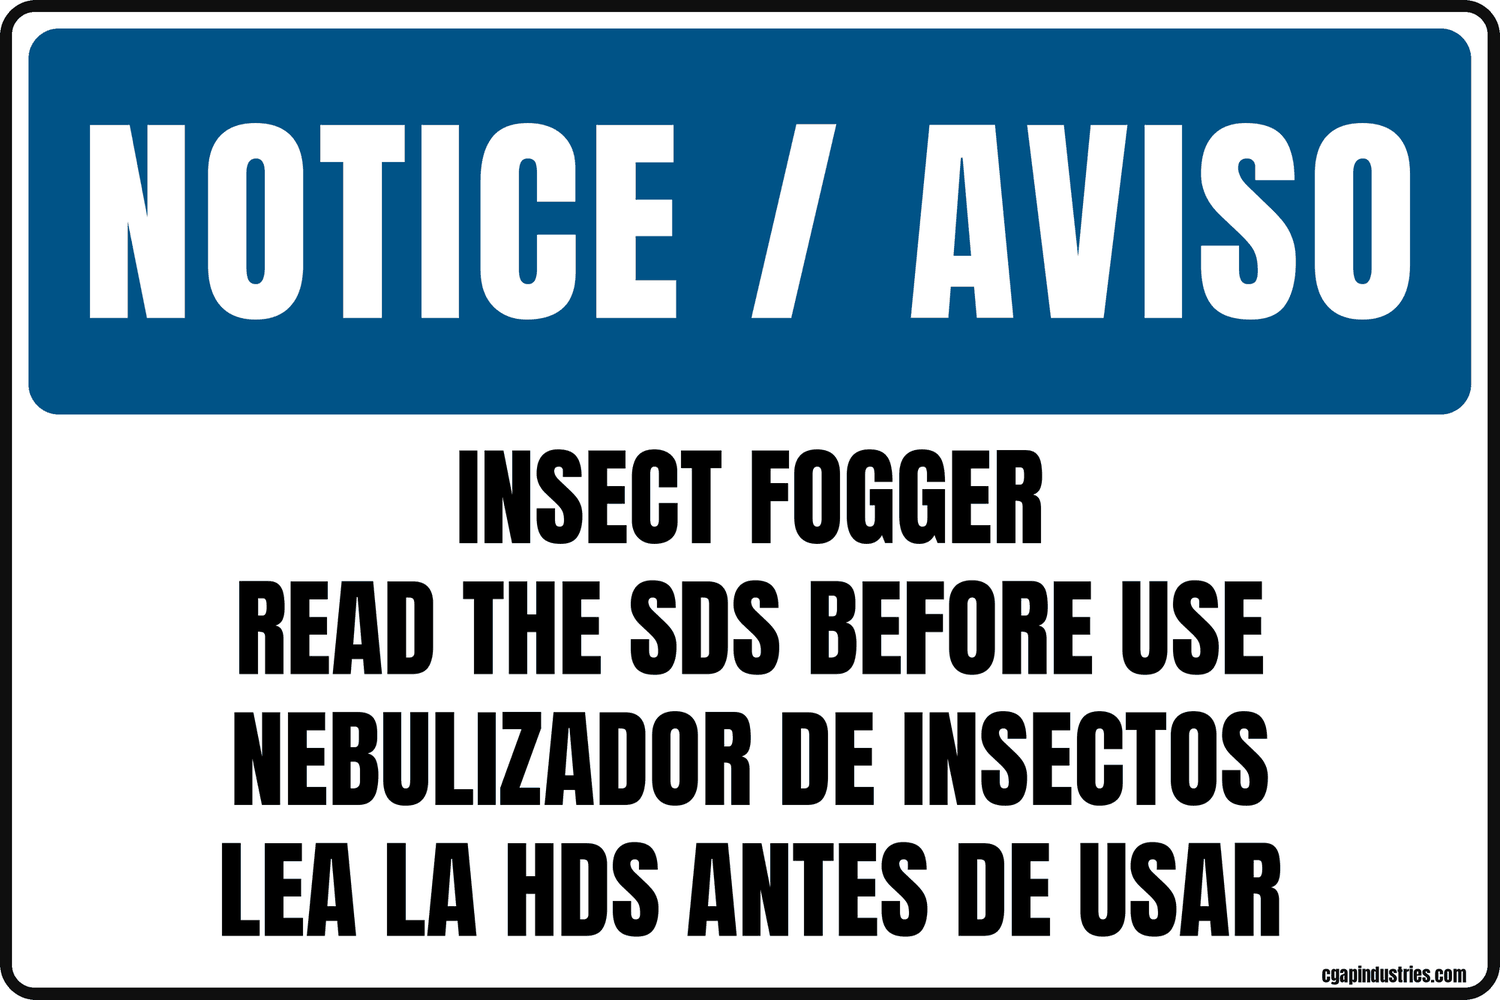 NOTICE / AVISO
INSECT FOGGER
READ THE SDS BEFORE USE
NEBULIZADOR DE INSECTOS
LEA LA HDS ANTES DE USAR
cgapindustries.com